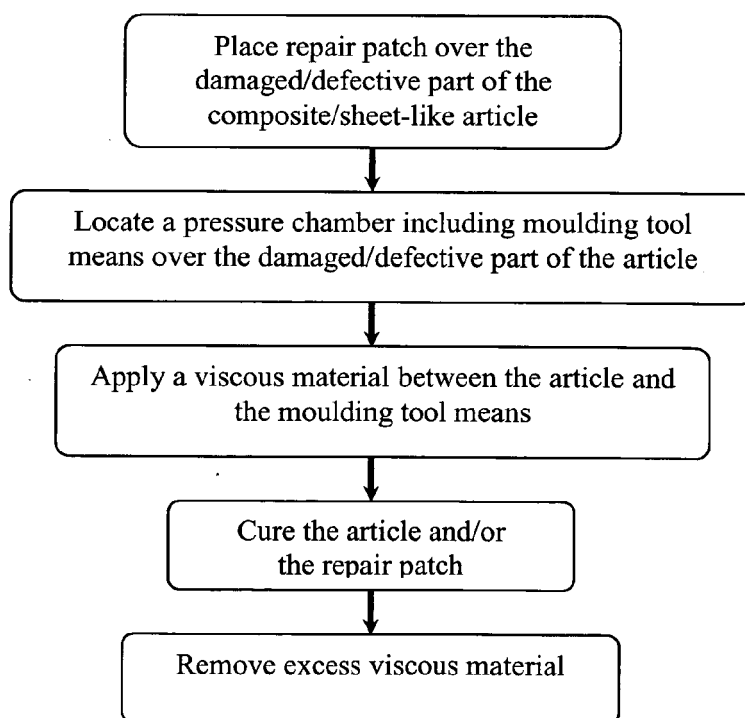 Place repair patch over the
damaged/defective part of the
composite/sheet-like article
Locate a pressure chamber including moulding tool
means over the damaged/defective part of the article
Apply a viscous material between the article and
the moulding tool means
Cure the article and/or
the repair patch
Remove excess viscous material